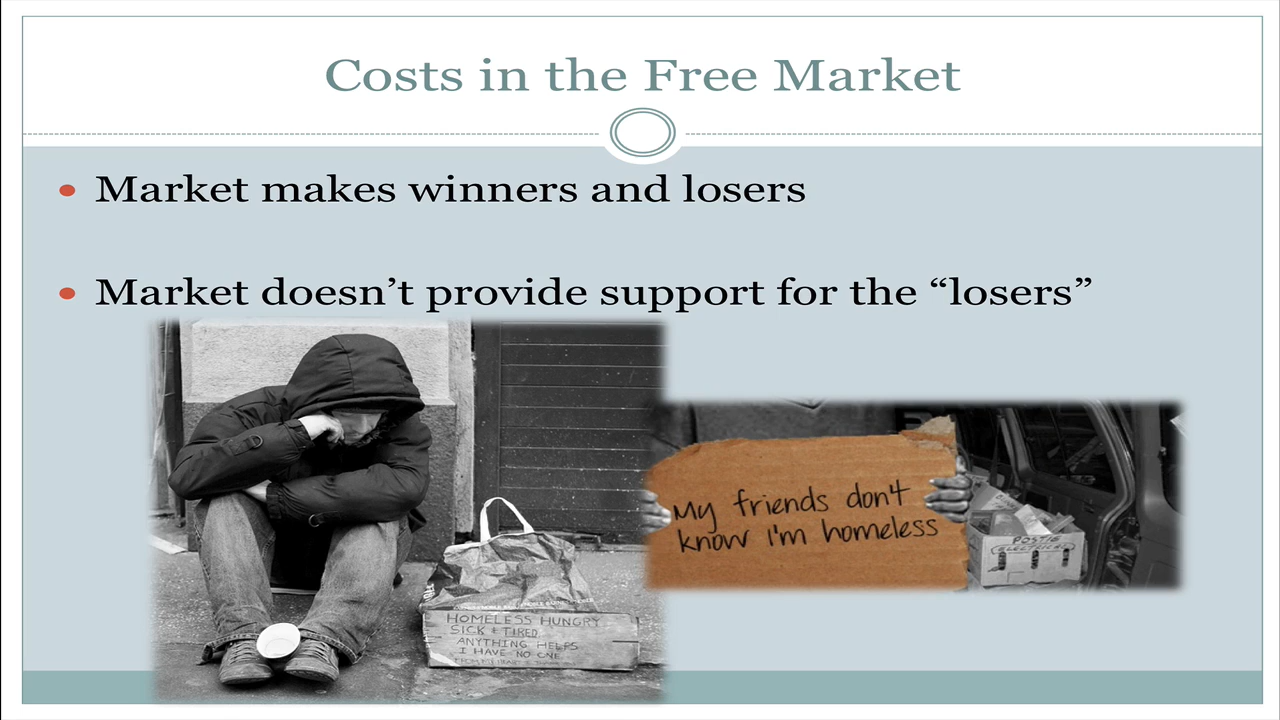 Costs in the Free Market
Market makes winners and losers
Market doesn't provide support for the “losers”
My friends don't
know i'm homeless
HOMELESS HUNGRY
SICK & TIRED
ANYTHING HELPS
I HAVE NO ONE